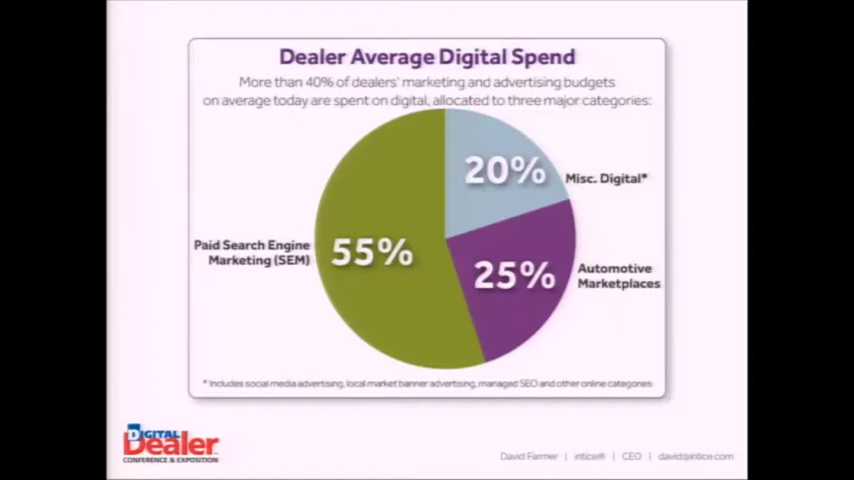 Dealer Average Digital Spend
More than 40% of dealers' marketing and advertising budgets
on average today are spent on digital, allocated to three major categories:
20%
Misc. Digital*
Paid Search Engine
Marketing (SEM)
55%
25%
Automotive
Marketplaces
* Includes social media advertising, local market banner advertising, managed SEO and other online categories
DIGITAL
Dealer
CONFERENCE & EXPOSITION
David Farmer | intice® | CEO | david@intice.com